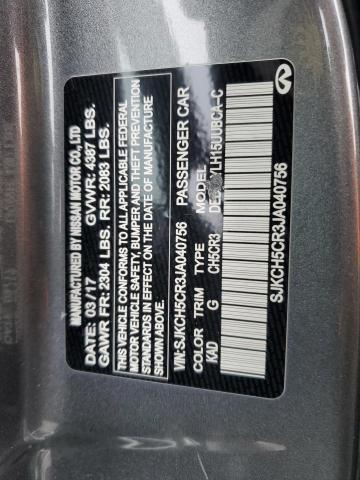 MANUFACTURED BY NISSAN MOTOR CO., LTD
DATE: 03/17 GVWR: 4387 LBS.
GAWR FR: 2304 LBS. RR: 2083 LBS.
THIS VEHICLE CONFORMS TO ALL APPLICABLE FEDERAL
MOTOR VEHICLE SAFETY, BUMPER AND THEFT PREVENTION
STANDARDS IN EFFECT ON THE DATE OF MANUFACTURE
SHOWN ABOVE.
VIN:SJKCH5CR3JA040756 PASSENGER CAR
COLOR TRIM TYPE MODEL
KAD G CH5CR3
SJKCH5CR3JA040756